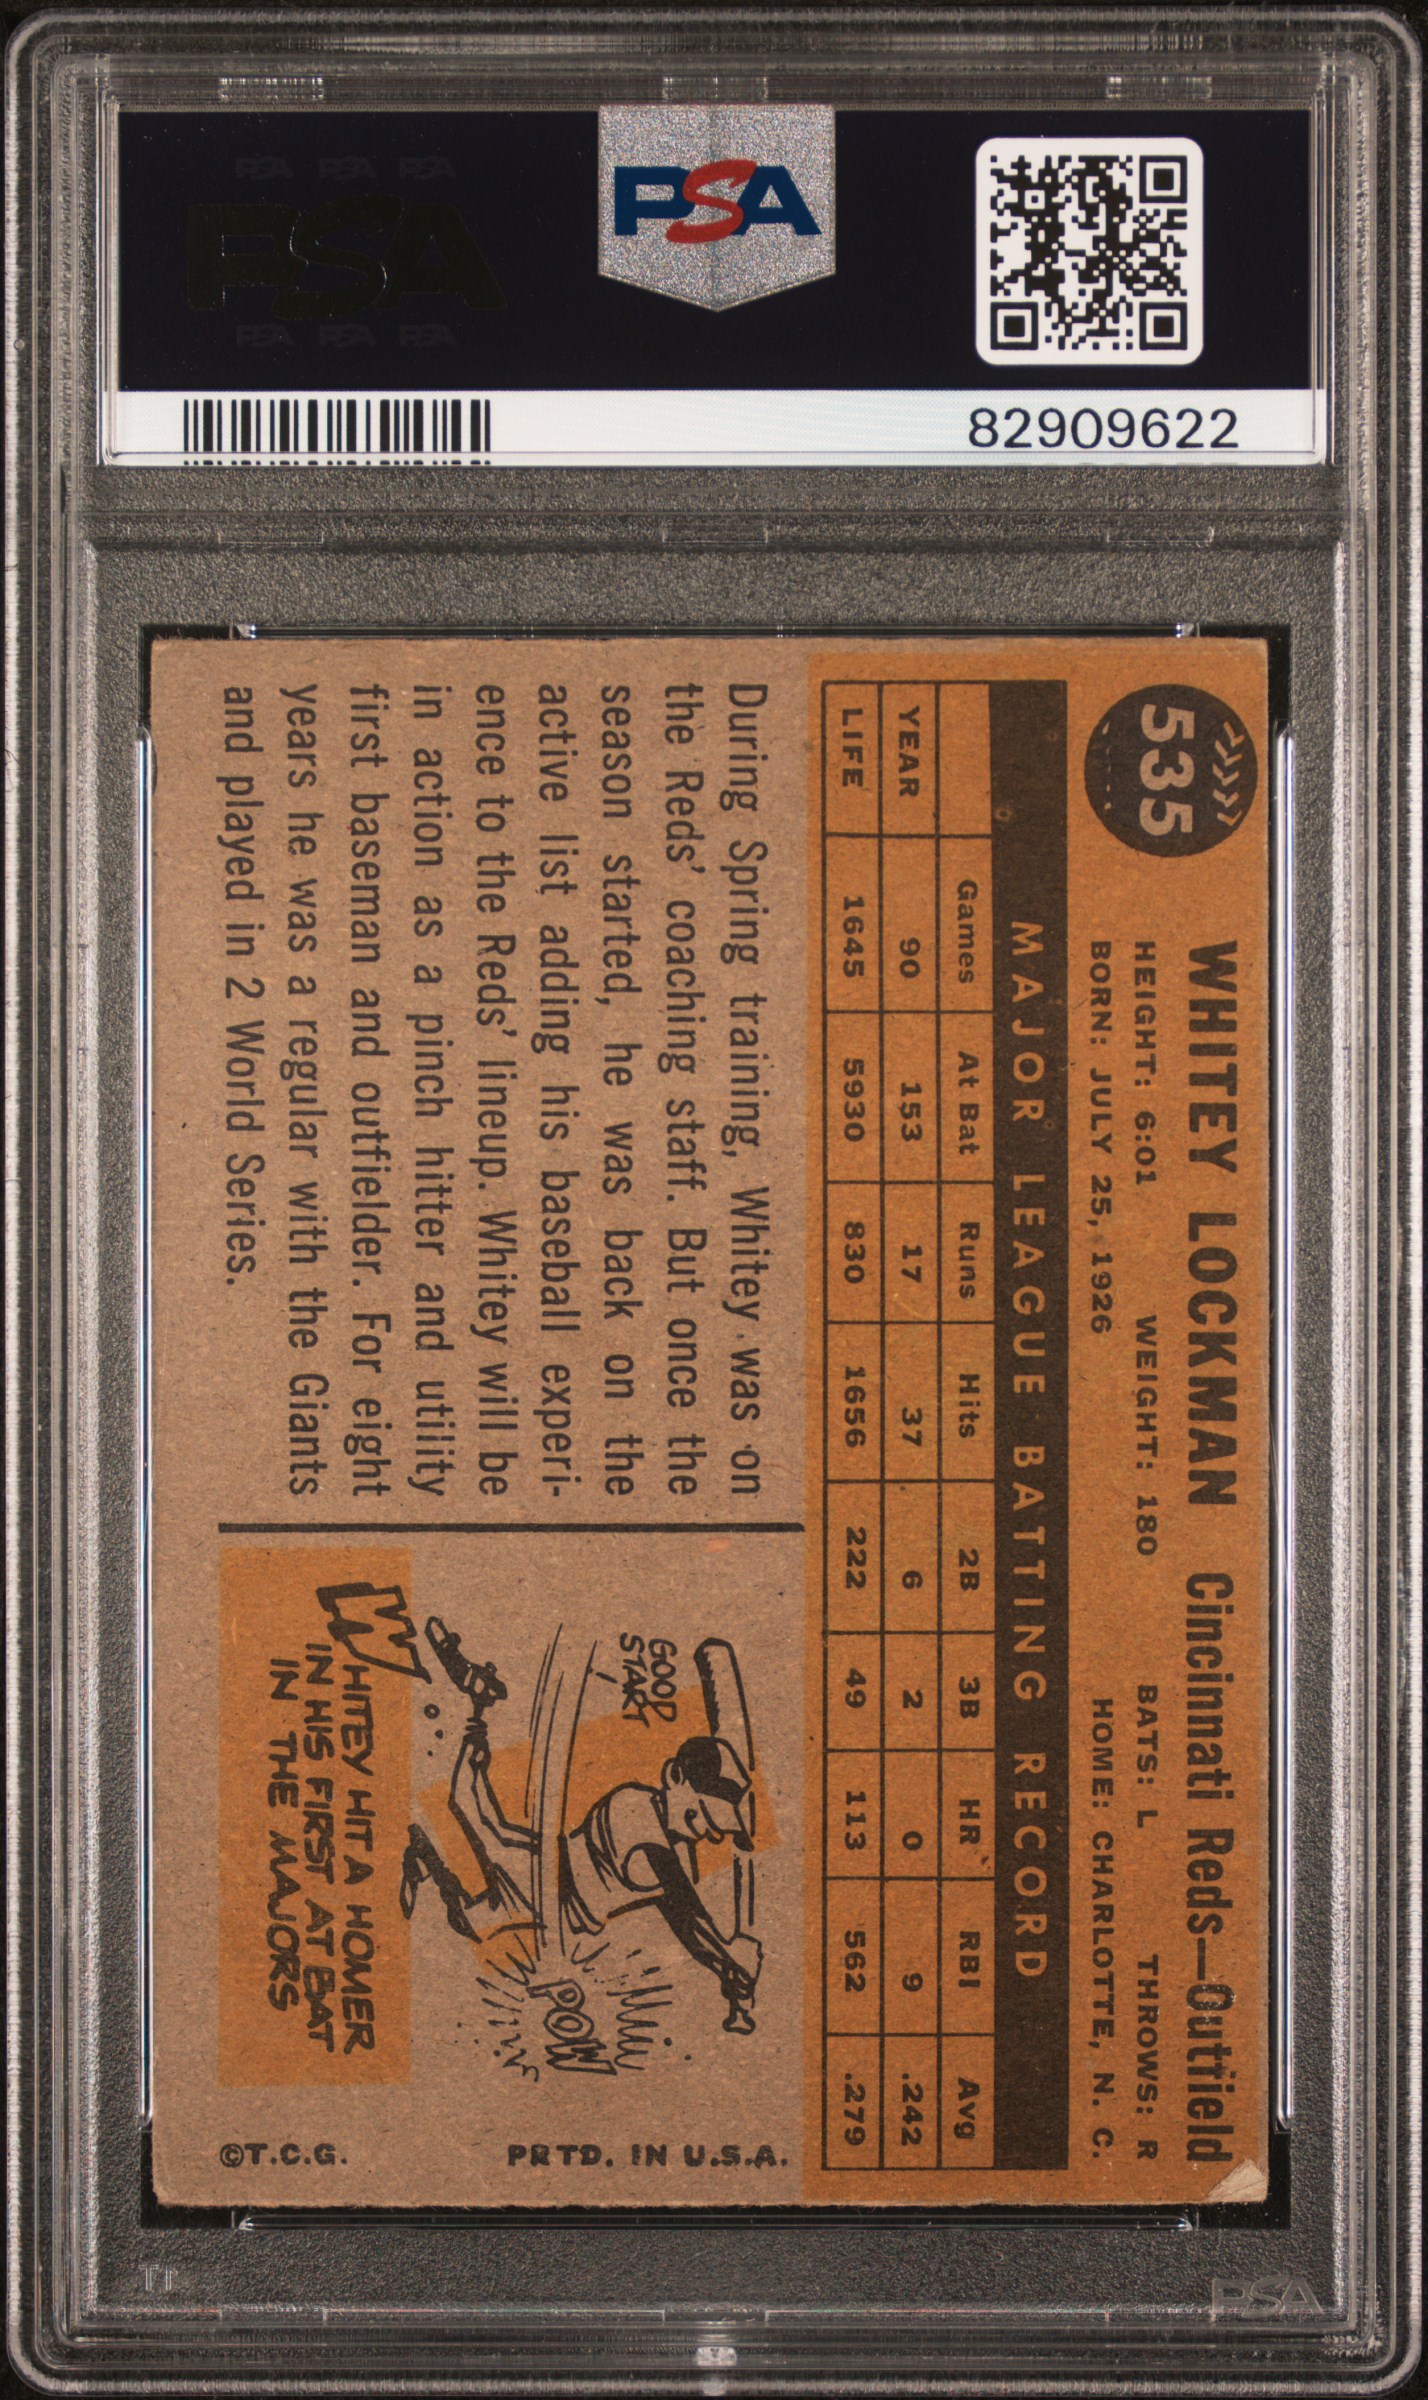 PSA PSA PSA
PSA
PSA PSA PSA
PSA
82909622
535
WHITEY LOCKMAN Cincinnati Reds—Outfield
HEIGHT: 6:01 WEIGHT: 180 BATS: L THROWS: R
BORN: JULY 25, 1926 HOME: CHARLOTTE, N. C.
MAJOR LEAGUE BATTING RECORD
Games At Bat Runs Hits 2B 3B HR RBI Avg
YEAR 90 153 17 37 6 2 0 9 .242
LIFE 1645 5930 830 1656 222 49 113 562 .279
During Spring training, Whitey was on
the Reds' coaching staff. But once the
season started, he was back on the
active list adding his baseball experi-
ence to the Reds' lineup. Whitey will be
in action as a pinch hitter and utility
first baseman and outfielder. For eight
years he was a regular with the Giants
and played in 2 World Series.
GOOD
START
POW
WHITEY HIT A HOMER
IN HIS FIRST AT BAT
IN THE MAJORS
PRTD. IN U.S.A.
©T.C.G.
PSA